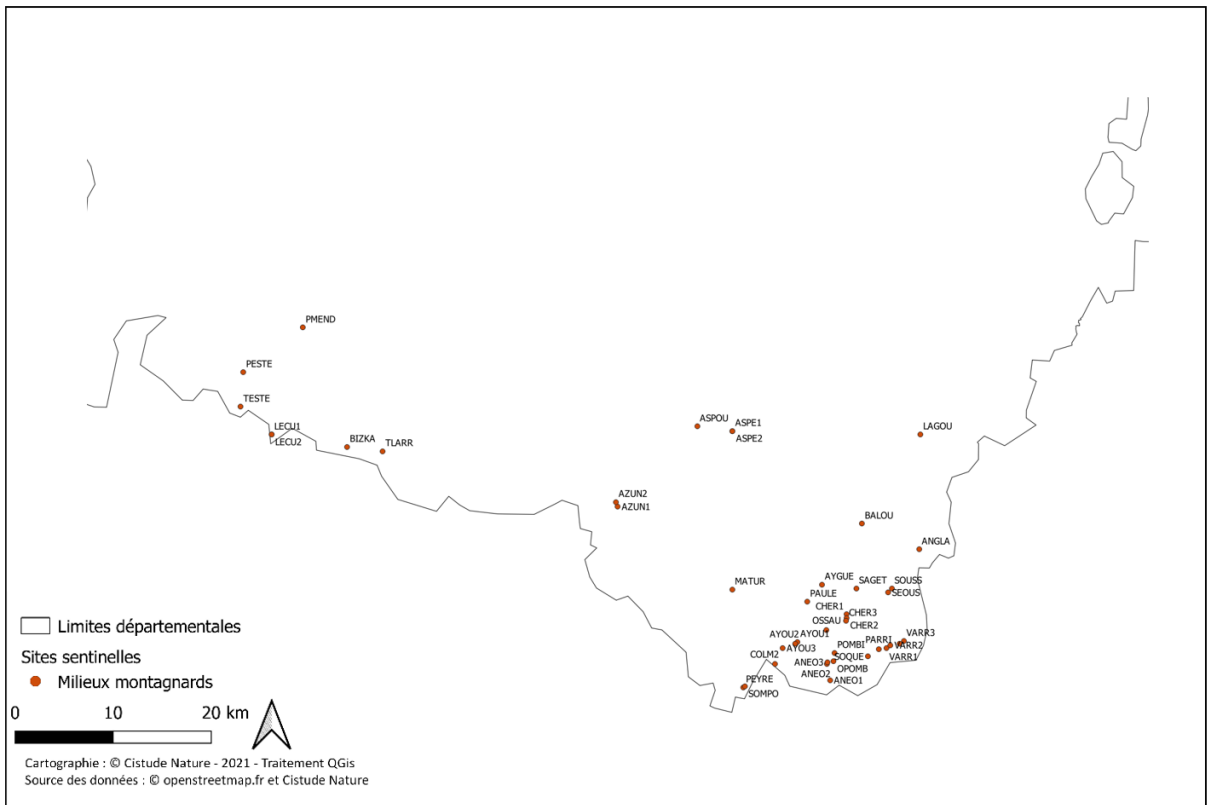 PMEND
PESTE
TESTE
LECU1
LECU2
BIZKA
TLARR
ASPOU
ASPE1
ASPE2
LAGOU
AZUN2
AZUN1
BALOU
ANGLA
MATUR
AYGUE
SAGET
SOUSS
SEOUS
PAULE
CHER1
CHER3
OSSAU
CHER2
AYOU2
AYOU1
AYOU3
POMBI
PARRI
VARR3
VARR2
VARR1
COLM2
ANEO3
SOQUE
ANEO2
OPOMB
ANEO1
PEYRE
SOMPO
Limites départementales
Sites sentinelles
Milieux montagnards
0 10 20 km
Cartographie : © Cistude Nature - 2021 - Traitement QGis
Source des données : © openstreetmap.fr et Cistude Nature